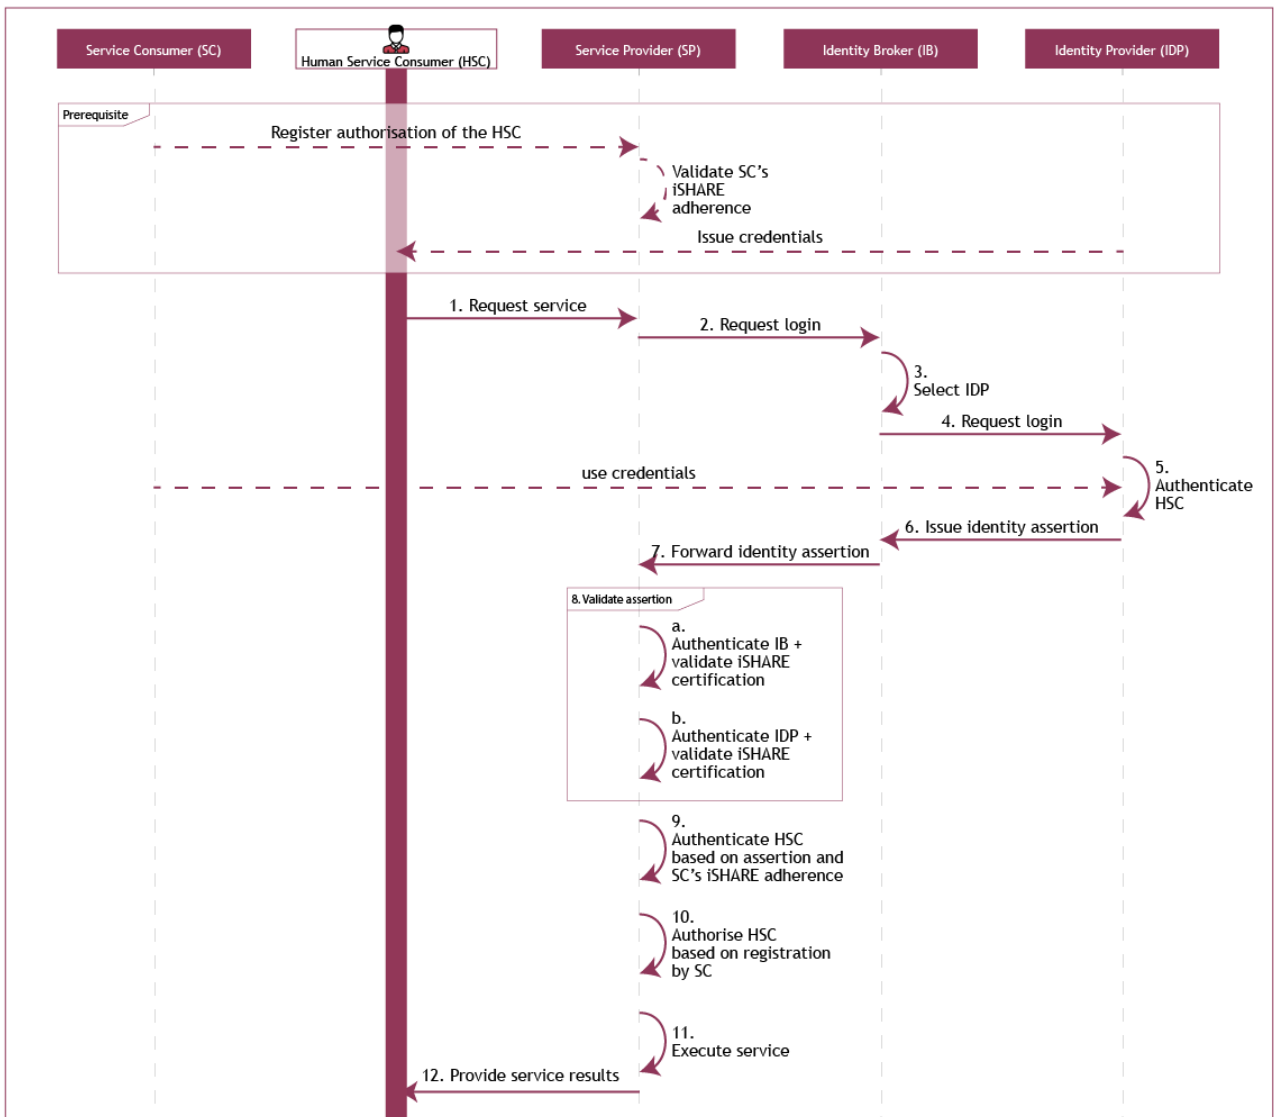 Service Consumer (SC)
Human Service Consumer (HSC)
Service Provider (SP)
Identity Broker (IB)
Identity Provider (IDP)
Prerequisite
Register authorisation of the HSC
Validate SC's
iSHARE
adherence
Issue credentials
1. Request service
2. Request login
3.
Select IDP
4. Request login
use credentials
5.
Authenticate
HSC
6. Issue identity assertion
7. Forward identity assertion
8. Validate assertion
a.
Authenticate IB +
validate iSHARE
certification
b.
Authenticate IDP +
validate iSHARE
certification
9.
Authenticate HSC
based on assertion and
SC's iSHARE adherence
10.
Authorise HSC
based on registration
by SC
11.
Execute service
12. Provide service results